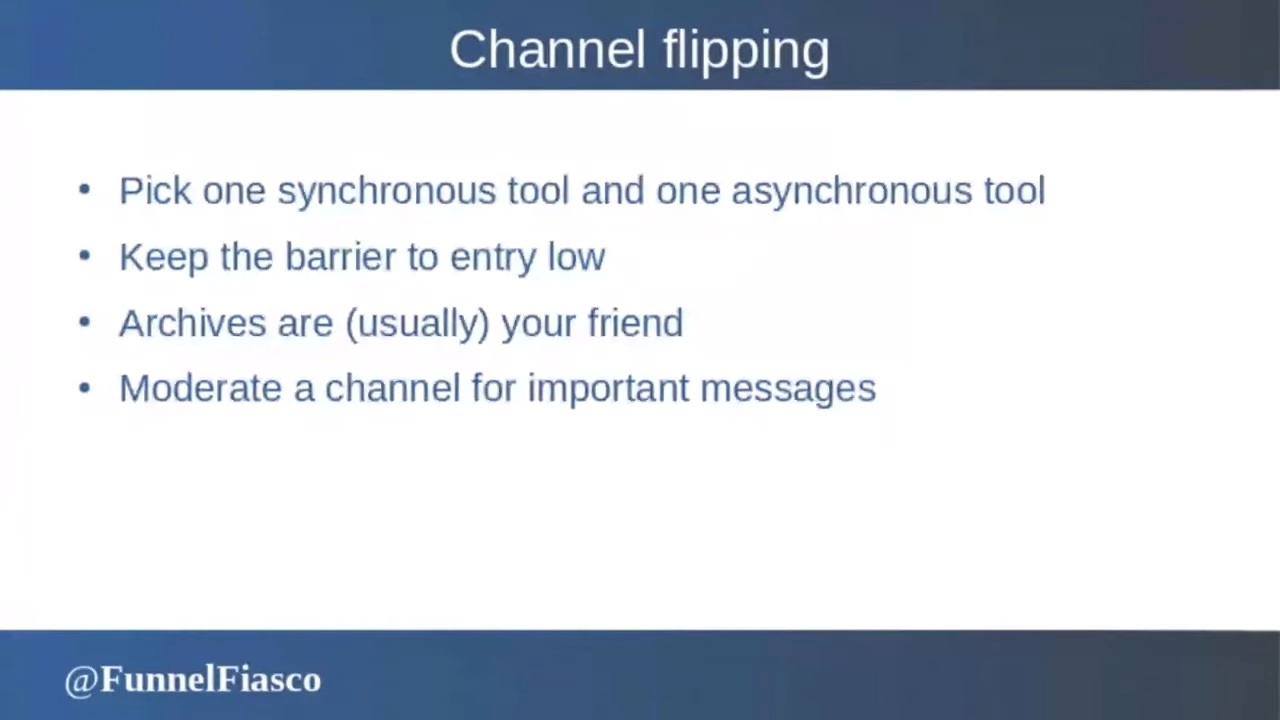 Channel flipping
• Pick one synchronous tool and one asynchronous tool
• Keep the barrier to entry low
• Archives are (usually) your friend
• Moderate a channel for important messages
@FunnelFiasco